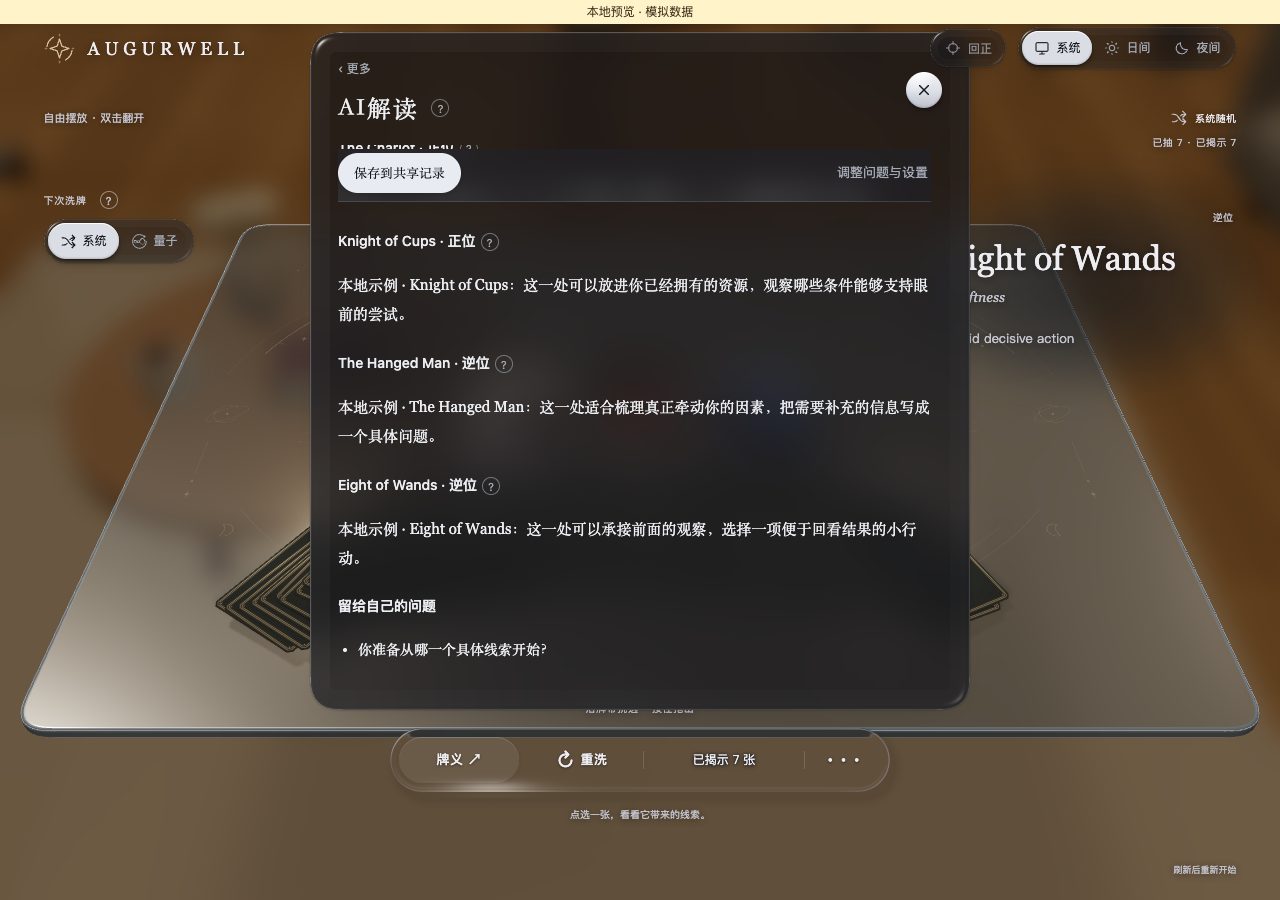 本地预览 · 模拟数据
AUGURWELL
回正
系统
日间
夜间
自由摆放 · 双击翻开
系统随机
已抽 7 · 已揭示 7
下次洗牌 ?
系统
量子
逆位
ight of Wands
ftness
id decisive action
‹ 更多
AI解读 ?
The Chariot · 正位
保存到共享记录
调整问题与设置
Knight of Cups · 正位 ?
本地示例 · Knight of Cups：这一处可以放进你已经拥有的资源，观察哪些条件能够支持眼
前的尝试。
The Hanged Man · 逆位 ?
本地示例 · The Hanged Man：这一处适合梳理真正牵动你的因素，把需要补充的信息写成
一个具体问题。
Eight of Wands · 逆位 ?
本地示例 · Eight of Wands：这一处可以承接前面的观察，选择一项便于回看结果的小行
动。
留给自己的问题
• 你准备从哪一个具体线索开始?
牌义 ↗
重洗
已揭示 7 张
点选一张，看看它带来的线索。
刷新后重新开始